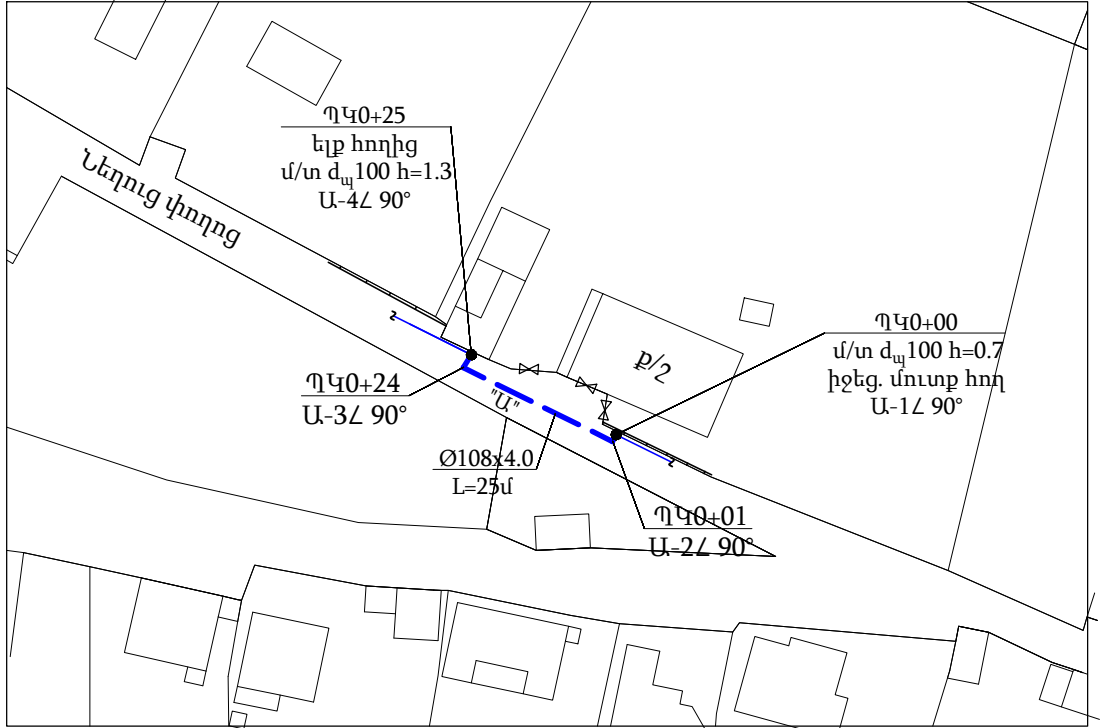 ՊԿ0+25
ելք հողից
մ/տ dպ100 h=1.3
Ա-4∠ 90°
Ներուց փողոց
ՊԿ0+00
մ/տ dպ100 h=0.7
իջեց. մուտք հող
Ա-1∠ 90°
ք/2
ՊԿ0+24
Ա-3∠ 90°
"Ա"
Ø108x4.0
L=25մ
ՊԿ0+01
Ա-2∠ 90°